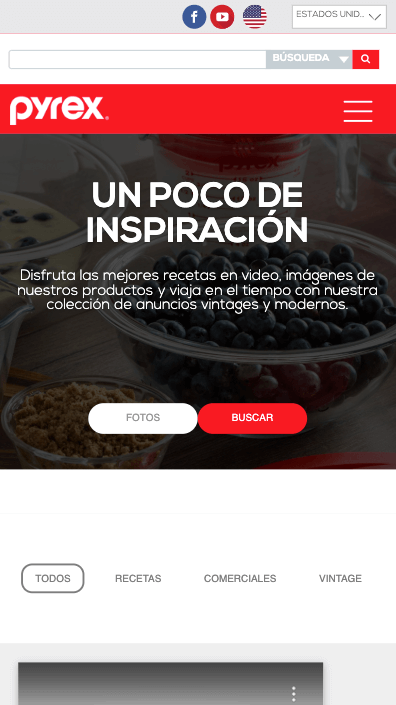 ESTADOS UNID...
BÚSQUEDA
pyrex
UN POCO DE
INSPIRACIÓN
Disfruta las mejores recetas en video, imágenes de
nuestros productos y viaja en el tiempo con nuestra
colección de anuncios vintages y modernos.
FOTOS
BUSCAR
TODOS
RECETAS
COMERCIALES
VINTAGE